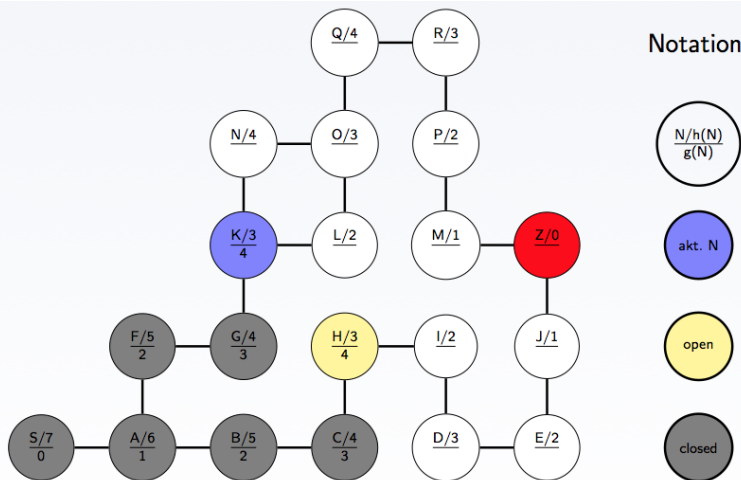 Q/4
R/3
Notation
N/4
O/3
P/2
N/h(N)
g(N)
K/3
4
L/2
M/1
Z/0
akt. N
F/5
2
G/4
3
H/3
4
I/2
J/1
open
S/7
0
A/6
1
B/5
2
C/4
3
D/3
E/2
closed